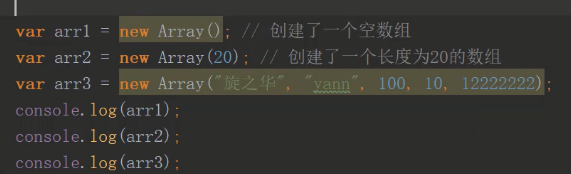 var arr1 = new Array(); // 创建了一个空数组
var arr2 = new Array(20); // 创建了一个长度为20的数组
var arr3 = new Array("旋之华", "yann", 100, 10, 12222222);
console.log(arr1);
console.log(arr2);
console.log(arr3);